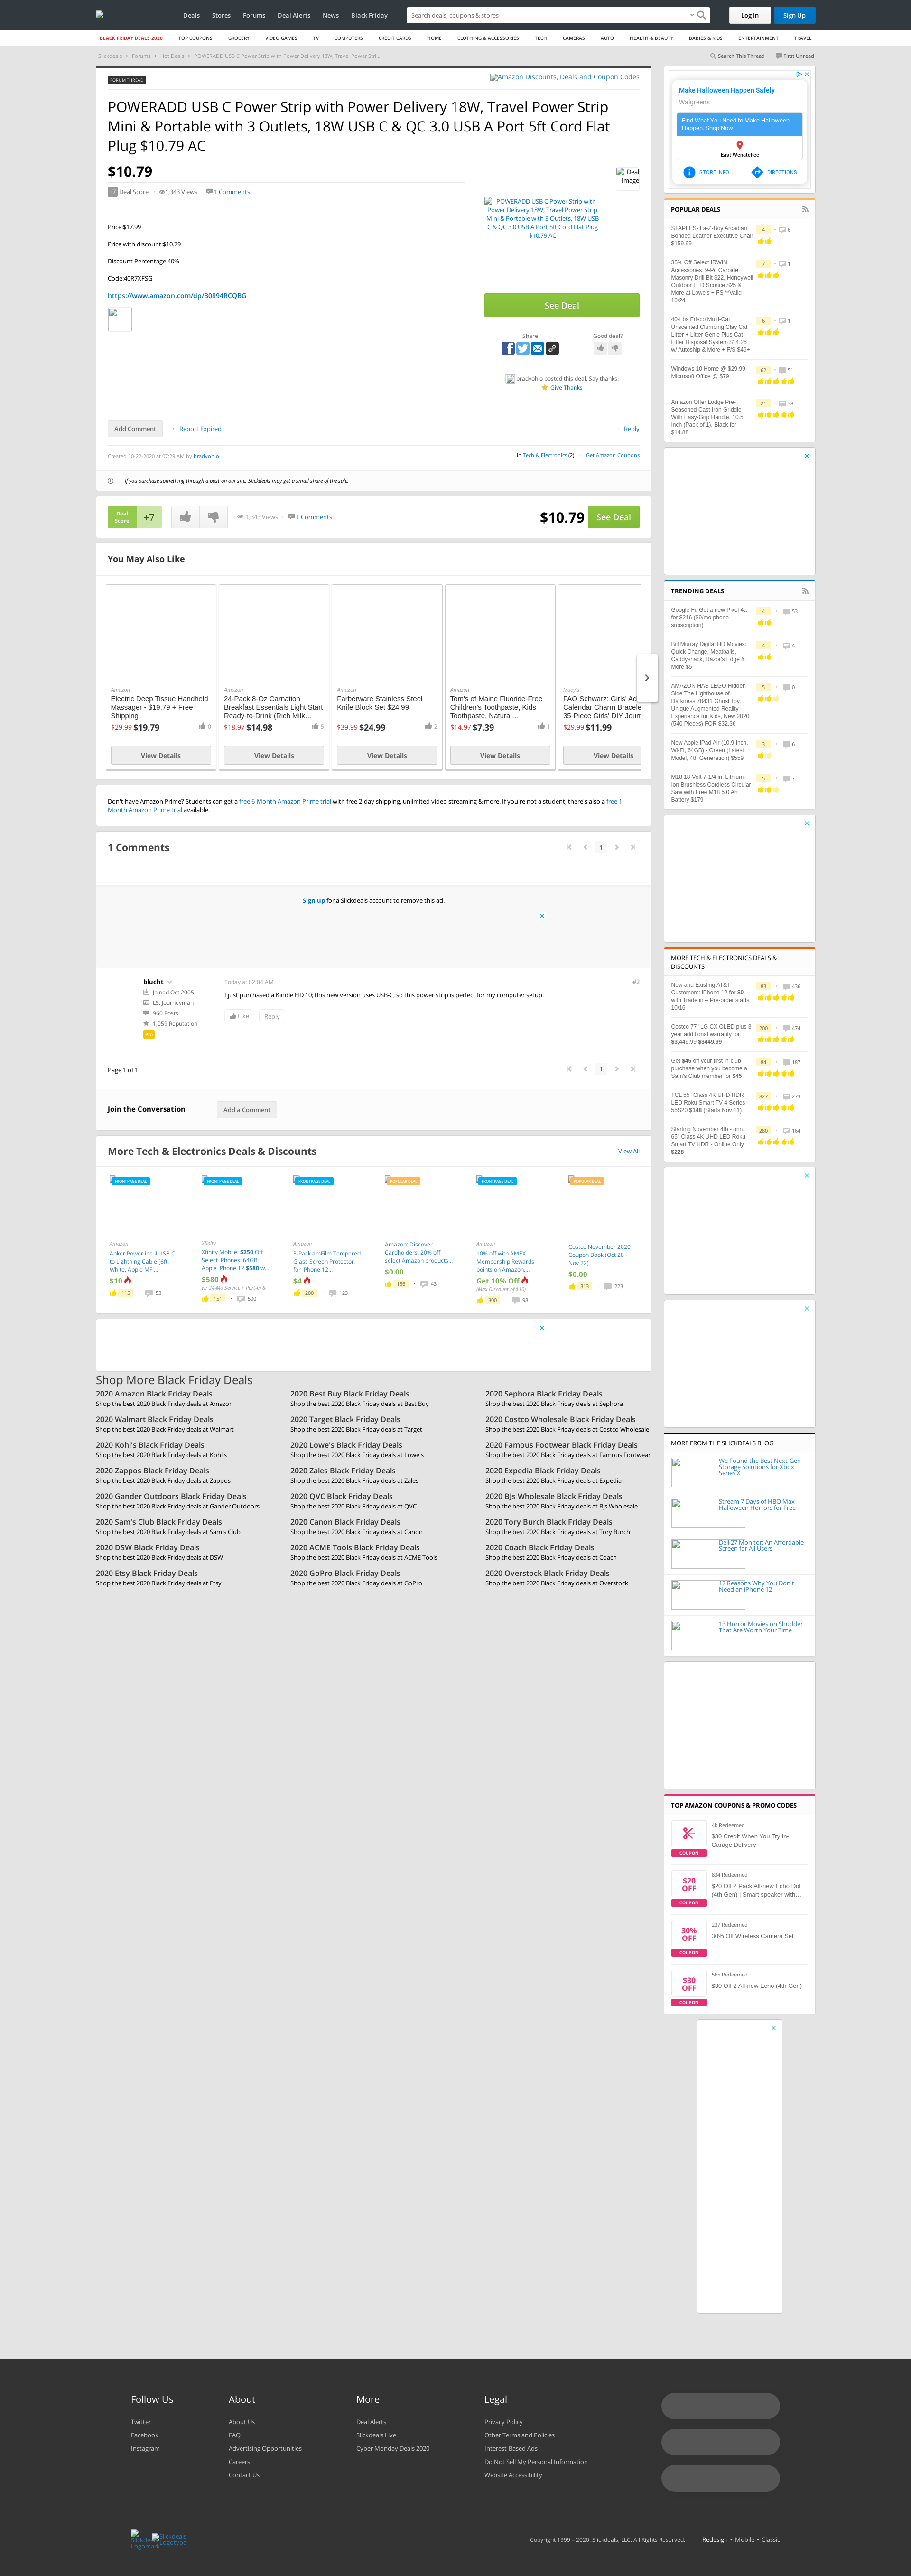 Deals Stores Forums Deal Alerts News Black Friday
Search deals, coupons & stores
Log In
Sign Up
BLACK FRIDAY DEALS 2020 TOP COUPONS GROCERY VIDEO GAMES TV COMPUTERS CREDIT CARDS HOME CLOTHING & ACCESSORIES TECH CAMERAS AUTO HEALTH & BEAUTY BABIES & KIDS ENTERTAINMENT TRAVEL
Slickdeals > Forums > Hot Deals > POWERADD USB C Power Strip with Power Delivery 18W, Travel Power Stri...
Search This Thread First Unread
FORUM THREAD
Amazon Discounts, Deals and Coupon Codes
POWERADD USB C Power Strip with Power Delivery 18W, Travel Power Strip
Mini & Portable with 3 Outlets, 18W USB C & QC 3.0 USB A Port 5ft Cord Flat
Plug $10.79 AC
$10.79
+7 Deal Score 1,343 Views 1 Comments
Deal
Image
POWERADD USB C Power Strip with
Power Delivery 18W, Travel Power Strip
Mini & Portable with 3 Outlets, 18W USB
C & QC 3.0 USB A Port 5ft Cord Flat Plug
$10.79 AC
Price:$17.99
Price with discount:$10.79
Discount Percentage:40%
Code:40R7XFSG
https://www.amazon.com/dp/B0894RCQBG
See Deal
Share
Good deal?
bradyohio posted this deal. Say thanks!
Give Thanks
Add Comment
Report Expired
Reply
Created 10-22-2020 at 07:29 AM by bradyohio
in Tech & Electronics (2) Get Amazon Coupons
If you purchase something through a post on our site, Slickdeals may get a small share of the sale.
Deal
Score
+7
1,343 Views 1 Comments
$10.79
See Deal
You May Also Like
Amazon
Electric Deep Tissue Handheld
Massager - $19.79 + Free
Shipping
$29.99 $19.79 0
View Details
Amazon
24-Pack 8-Oz Carnation
Breakfast Essentials Light Start
Ready-to-Drink (Rich Milk...
$18.97 $14.98 5
View Details
Amazon
Farberware Stainless Steel
Knife Block Set $24.99
$39.99 $24.99 2
View Details
Amazon
Tom's of Maine Fluoride-Free
Children's Toothpaste, Kids
Toothpaste, Natural...
$14.97 $7.39 1
View Details
Macy's
FAO Schwarz: Girls' Ad
Calendar Charm Bracele
35-Piece Girls' DIY Journ
$29.99 $11.99
View Details
Don't have Amazon Prime? Students can get a free 6-Month Amazon Prime trial with free 2-day shipping, unlimited video streaming & more. If you're not a student, there's also a free 1-
Month Amazon Prime trial available.
1 Comments
1
Sign up for a Slickdeals account to remove this ad.
blucht
Joined Oct 2005
L5: Journeyman
960 Posts
1,059 Reputation
Pro
Today at 02:04 AM
#2
I just purchased a Kindle HD 10; this new version uses USB-C, so this power strip is perfect for my computer setup.
Like
Reply
Page 1 of 1
1
Join the Conversation
Add a Comment
More Tech & Electronics Deals & Discounts
View All
FRONTPAGE DEAL
Amazon
Anker Powerline II USB C
to Lightning Cable [6ft,
White, Apple MFi...
$10
115 53
FRONTPAGE DEAL
Xfinity
Xfinity Mobile: $250 Off
Select iPhones: 64GB
Apple iPhone 12 $580 w...
$580
w/ 24-Mo Service + Port-in &
151 500
FRONTPAGE DEAL
Amazon
3-Pack amFilm Tempered
Glass Screen Protector
for iPhone 12...
$4
200 123
POPULAR DEAL
Amazon: Discover
Cardholders: 20% off
select Amazon products...
$0.00
156 43
FRONTPAGE DEAL
Amazon
10% off with AMEX
Membership Rewards
points on Amazon....
Get 10% Off
(Max Discount of $10)
300 98
POPULAR DEAL
Costco November 2020
Coupon Book (Oct 28 -
Nov 22)
$0.00
313 223
Shop More Black Friday Deals
2020 Amazon Black Friday Deals
Shop the best 2020 Black Friday deals at Amazon
2020 Best Buy Black Friday Deals
Shop the best 2020 Black Friday deals at Best Buy
2020 Sephora Black Friday Deals
Shop the best 2020 Black Friday deals at Sephora
2020 Walmart Black Friday Deals
Shop the best 2020 Black Friday deals at Walmart
2020 Target Black Friday Deals
Shop the best 2020 Black Friday deals at Target
2020 Costco Wholesale Black Friday Deals
Shop the best 2020 Black Friday deals at Costco Wholesale
2020 Kohl's Black Friday Deals
Shop the best 2020 Black Friday deals at Kohl's
2020 Lowe's Black Friday Deals
Shop the best 2020 Black Friday deals at Lowe's
2020 Famous Footwear Black Friday Deals
Shop the best 2020 Black Friday deals at Famous Footwear
2020 Zappos Black Friday Deals
Shop the best 2020 Black Friday deals at Zappos
2020 Zales Black Friday Deals
Shop the best 2020 Black Friday deals at Zales
2020 Expedia Black Friday Deals
Shop the best 2020 Black Friday deals at Expedia
2020 Gander Outdoors Black Friday Deals
Shop the best 2020 Black Friday deals at Gander Outdoors
2020 QVC Black Friday Deals
Shop the best 2020 Black Friday deals at QVC
2020 BJs Wholesale Black Friday Deals
Shop the best 2020 Black Friday deals at BJs Wholesale
2020 Sam's Club Black Friday Deals
Shop the best 2020 Black Friday deals at Sam's Club
2020 Canon Black Friday Deals
Shop the best 2020 Black Friday deals at Canon
2020 Tory Burch Black Friday Deals
Shop the best 2020 Black Friday deals at Tory Burch
2020 DSW Black Friday Deals
Shop the best 2020 Black Friday deals at DSW
2020 ACME Tools Black Friday Deals
Shop the best 2020 Black Friday deals at ACME Tools
2020 Coach Black Friday Deals
Shop the best 2020 Black Friday deals at Coach
2020 Etsy Black Friday Deals
Shop the best 2020 Black Friday deals at Etsy
2020 GoPro Black Friday Deals
Shop the best 2020 Black Friday deals at GoPro
2020 Overstock Black Friday Deals
Shop the best 2020 Black Friday deals at Overstock
Make Halloween Happen Safely
Walgreens
Find What You Need to Make Halloween
Happen. Shop Now!
East Wenatchee
STORE INFO DIRECTIONS
POPULAR DEALS
STAPLES- La-Z-Boy Arcadian
Bonded Leather Executive Chair
$159.99
4 6
35% Off Select IRWIN
Accessories: 9-Pc Carbide
Masonry Drill Bit $22, Honeywell
Outdoor LED Sconce $25 &
More at Lowe's + FS **Valid
10/24
7 1
40-Lbs Frisco Multi-Cat
Unscented Clumping Clay Cat
Litter + Litter Genie Plus Cat
Litter Disposal System $14.25
w/ Autoship & More + F/S $49+
6 1
Windows 10 Home @ $29.99,
Microsoft Office @ $79
62 51
Amazon Offer Lodge Pre-
Seasoned Cast Iron Griddle
With Easy-Grip Handle, 10.5
Inch (Pack of 1), Black for
$14.88
21 38
TRENDING DEALS
Google Fi: Get a new Pixel 4a
for $216 ($9/mo phone
subscription)
4 53
Bill Murray Digital HD Movies:
Quick Change, Meatballs,
Caddyshack, Razor's Edge &
More $5
4 4
AMAZON HAS LEGO Hidden
Side The Lighthouse of
Darkness 70431 Ghost Toy,
Unique Augmented Reality
Experience for Kids, New 2020
(540 Pieces) FOR $32.36
5 0
New Apple iPad Air (10.9-inch,
Wi-Fi, 64GB) - Green (Latest
Model, 4th Generation) $559
3 6
M18 18-Volt 7-1/4 in. Lithium-
Ion Brushless Cordless Circular
Saw with Free M18 5.0 Ah
Battery $179
5 7
MORE TECH & ELECTRONICS DEALS &
DISCOUNTS
New and Existing AT&T
Customers: iPhone 12 for $0
with Trade in – Pre-order starts
10/16
83 436
Costco 77" LG CX OLED plus 3
year additional warranty for
$3,449.99 $3449.99
200 474
Get $45 off your first in-club
purchase when you become a
Sam's Club member for $45
84 187
TCL 55" Class 4K UHD HDR
LED Roku Smart TV 4 Series
55S20 $148 (Starts Nov 11)
827 273
Starting November 4th - onn.
65" Class 4K UHD LED Roku
Smart TV HDR - Online Only
$228
280 164
MORE FROM THE SLICKDEALS BLOG
We Found the Best Next-Gen
Storage Solutions for Xbox
Series X
Stream 7 Days of HBO Max
Halloween Horrors for Free
Dell 27 Monitor: An Affordable
Screen for All Users
12 Reasons Why You Don't
Need an iPhone 12
13 Horror Movies on Shudder
That Are Worth Your Time
TOP AMAZON COUPONS & PROMO CODES
COUPON
4k Redeemed
$30 Credit When You Try In-
Garage Delivery
$20
OFF
COUPON
834 Redeemed
$20 Off 2 Pack All-new Echo Dot
(4th Gen) | Smart speaker with...
30%
OFF
COUPON
237 Redeemed
30% Off Wireless Camera Set
$30
OFF
COUPON
565 Redeemed
$30 Off 2 All-new Echo (4th Gen)
Follow Us
Twitter
Facebook
Instagram
About
About Us
FAQ
Advertising Opportunities
Careers
Contact Us
More
Deal Alerts
Slickdeals Live
Cyber Monday Deals 2020
Legal
Privacy Policy
Other Terms and Policies
Interest-Based Ads
Do Not Sell My Personal Information
Website Accessibility
Slickdeals
Logotype
Copyright 1999 – 2020. Slickdeals, LLC. All Rights Reserved.
Redesign • Mobile • Classic